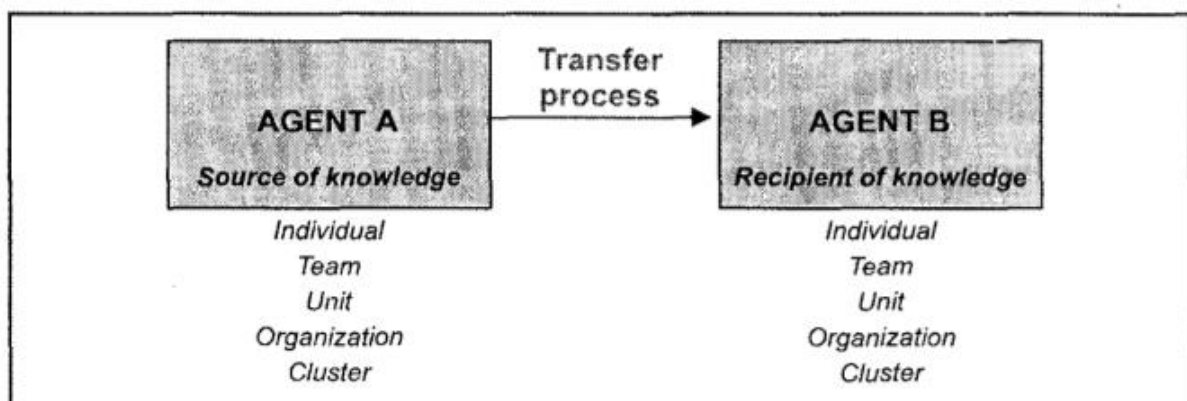 Transfer
process
AGENT A
Source of knowledge
Individual
Team
Unit
Organization
Cluster
AGENT B
Recipient of knowledge
Individual
Team
Unit
Organization
Cluster